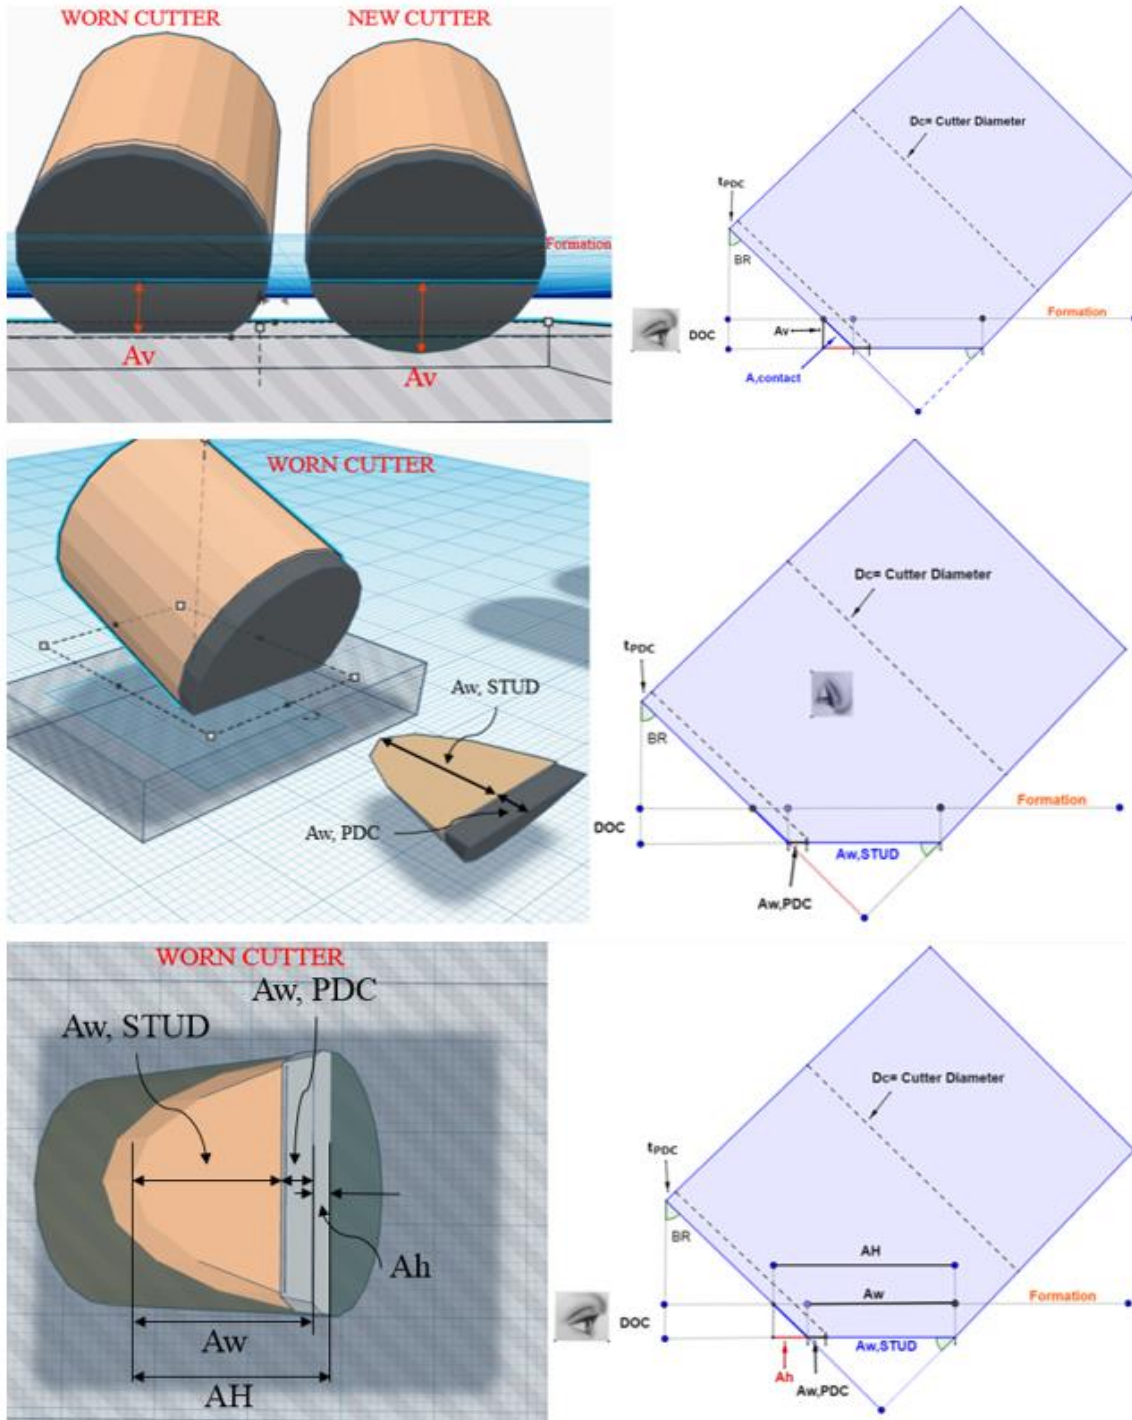 WORN CUTTER
NEW CUTTER
Formation
Av
Av
Dc= Cutter Diameter
tPDC
BR
Formation
DOC
Av
A,contact
WORN CUTTER
Aw, STUD
Aw, PDC
Dc= Cutter Diameter
tPDC
BR
Formation
DOC
Aw,STUD
Aw,PDC
WORN CUTTER
Aw, PDC
Aw, STUD
Ah
Aw
AH
Dc= Cutter Diameter
tPDC
BR
AH
Aw
Formation
DOC
Aw,STUD
Ah
Aw,PDC